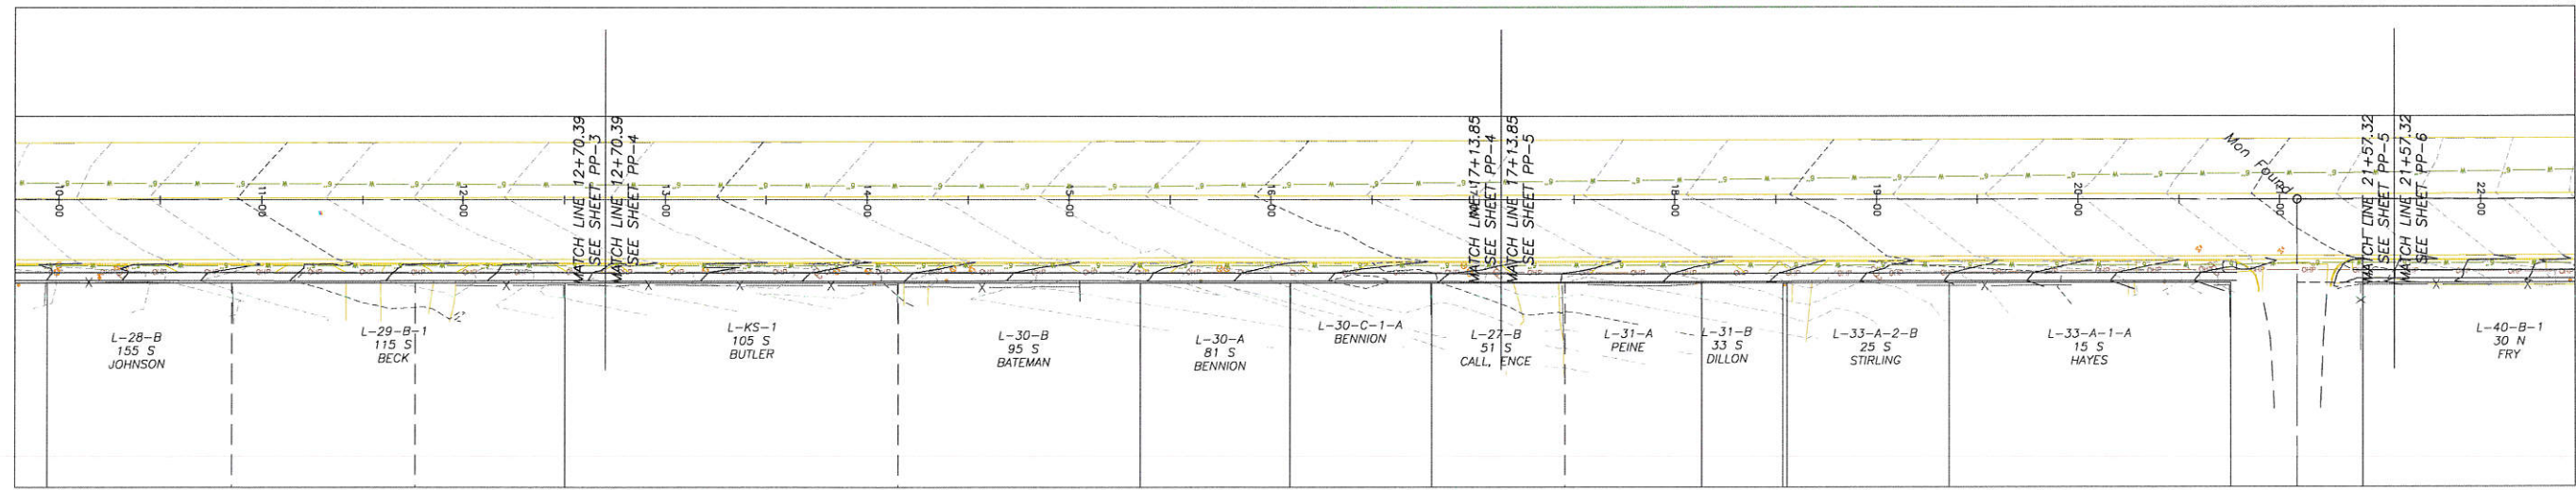 MATCH LINE 12+70.39
SEE SHEET PP-3
MATCH LINE 12+70.39
SEE SHEET PP-4
MATCH LINE 17+13.85
SEE SHEET PP-4
MATCH LINE 17+13.85
SEE SHEET PP-5
Mon Found
MATCH LINE 21+57.32
SEE SHEET PP-5
MATCH LINE 21+57.32
SEE SHEET PP-6
10+00
11+00
12+00
13+00
14+00
15+00
16+00
18+00
19+00
20+00
22+00
L-28-B
155 S
JOHNSON
L-29-B-1
115 S
BECK
L-KS-1
105 S
BUTLER
L-30-B
95 S
BATEMAN
L-30-A
81 S
BENNION
L-30-C-1-A
BENNION
L-27-B
51 S
CALL, ENCE
L-31-A
PEINE
L-31-B
33 S
DILLON
L-33-A-2-B
25 S
STIRLING
L-33-A-1-A
15 S
HAYES
L-40-B-1
30 N
FRY